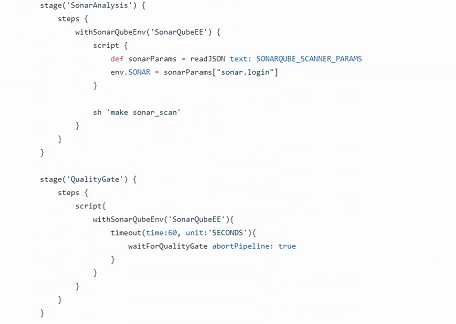 stage('SonarAnalysis') {
steps {
withSonarQubeEnv('SonarQubeEE') {
script {
def sonarParams = readJSON text: SONARQUBE_SCANNER_PARAMS
env.SONAR = sonarParams["sonar.login"]
}
sh 'make sonar_scan'
}
}
}
stage('QualityGate') {
steps {
script{
withSonarQubeEnv('SonarQubeEE'){
timeout(time:60, unit:'SECONDS'){
waitForQualityGate abortPipeline: true
}
}
}
}
}